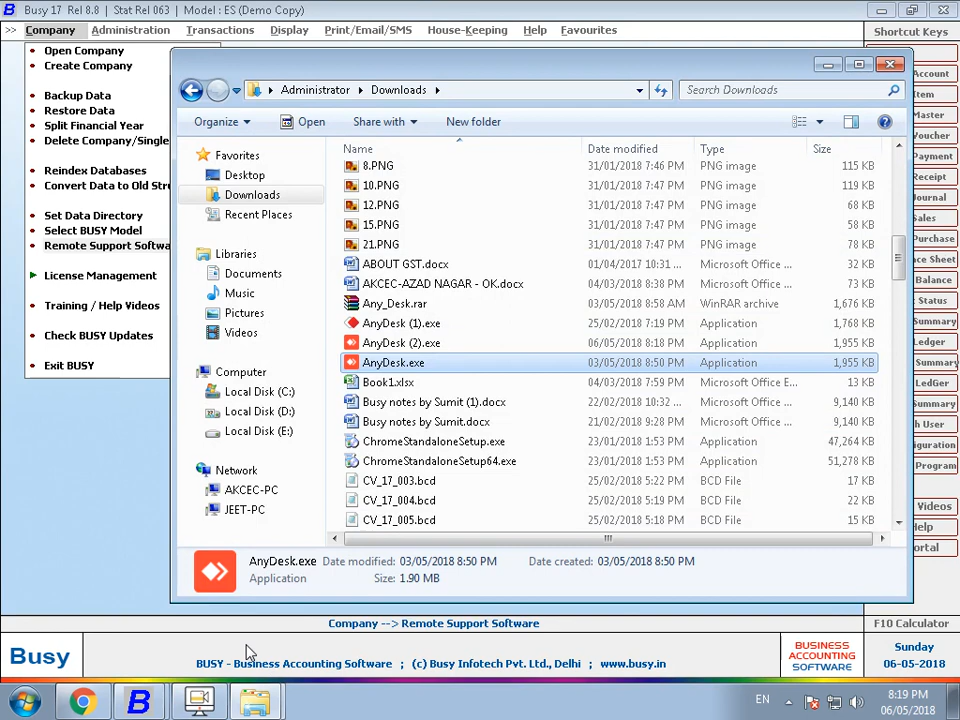 Busy 17 Rel 8.8 | Stat Rel 063 | Model : ES (Demo Copy)
>> Company Administration Transactions Display Print/Email/SMS House-Keeping Help Favourites Shortcut Keys
Open Company
Create Company
Backup Data
Restore Data
Split Financial Year
Delete Company/Single
Reindex Databases
Convert Data to Old Stru
Set Data Directory
Select BUSY Model
Remote Support Softwa
License Management
Training / Help Videos
Check BUSY Updates
Exit BUSY
Administrator Downloads Search Downloads
Organize Open Share with New folder
Favorites
Desktop
Downloads
Recent Places
Libraries
Documents
Music
Pictures
Videos
Computer
Local Disk (C:)
Local Disk (D:)
Local Disk (E:)
Network
AKCEC-PC
JEET-PC
Name Date modified Type Size
8.PNG 31/01/2018 7:46 PM PNG image 115 KB
10.PNG 31/01/2018 7:47 PM PNG image 119 KB
12.PNG 31/01/2018 7:47 PM PNG image 68 KB
15.PNG 31/01/2018 7:47 PM PNG image 58 KB
21.PNG 31/01/2018 7:47 PM PNG image 78 KB
ABOUT GST.docx 01/04/2017 10:31 ... Microsoft Office ... 32 KB
AKCEC-AZAD NAGAR - OK.docx 04/03/2018 8:38 PM Microsoft Office ... 73 KB
Any_Desk.rar 03/05/2018 8:58 AM WinRAR archive 1,676 KB
AnyDesk (1).exe 25/02/2018 7:19 PM Application 1,768 KB
AnyDesk (2).exe 06/05/2018 8:18 PM Application 1,955 KB
AnyDesk.exe 03/05/2018 8:50 PM Application 1,955 KB
Book1.xlsx 04/03/2018 7:59 PM Microsoft Office E... 13 KB
Busy notes by Sumit (1).docx 22/02/2018 10:32 ... Microsoft Office ... 9,140 KB
Busy notes by Sumit.docx 21/02/2018 9:28 PM Microsoft Office ... 9,140 KB
ChromeStandaloneSetup.exe 23/01/2018 1:53 PM Application 47,264 KB
ChromeStandaloneSetup64.exe 23/01/2018 1:53 PM Application 51,278 KB
CV_17_003.bcd 25/02/2018 5:22 PM BCD File 17 KB
CV_17_004.bcd 25/02/2018 5:19 PM BCD File 22 KB
CV_17_005.bcd 25/02/2018 5:18 PM BCD File 15 KB
AnyDesk.exe Date modified: 03/05/2018 8:50 PM Date created: 03/05/2018 8:50 PM
Application Size: 1.90 MB
Account
Item
Master
oucher
Payment
Receipt
ournal
Sales
Purchase
ce Sheet
Balance
Status
Summary
Ledger
Summary
LedGer
Summary
h User
iguration
Program
Videos
Help
ortal
Company --> Remote Support Software F10 Calculator
Busy
BUSY - Business Accounting Software ; (c) Busy Infotech Pvt. Ltd., Delhi ; www.busy.in
BUSINESS
ACCOUNTING
SOFTWARE
Sunday
06-05-2018
EN
8:19 PM
06/05/2018